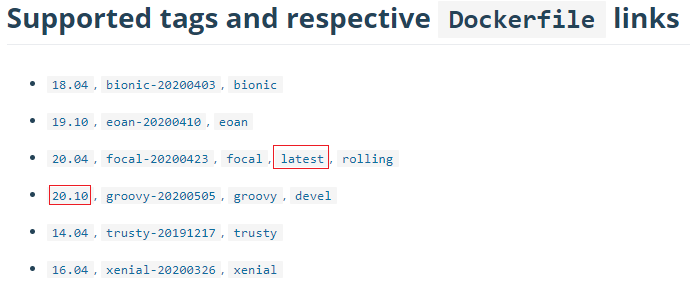 Supported tags and respective Dockerfile links
18.04, bionic-20200403, bionic
19.10, eoan-20200410, eoan
20.04, focal-20200423, focal, latest, rolling
20.10, groovy-20200505, groovy, devel
14.04, trusty-20191217, trusty
16.04, xenial-20200326, xenial